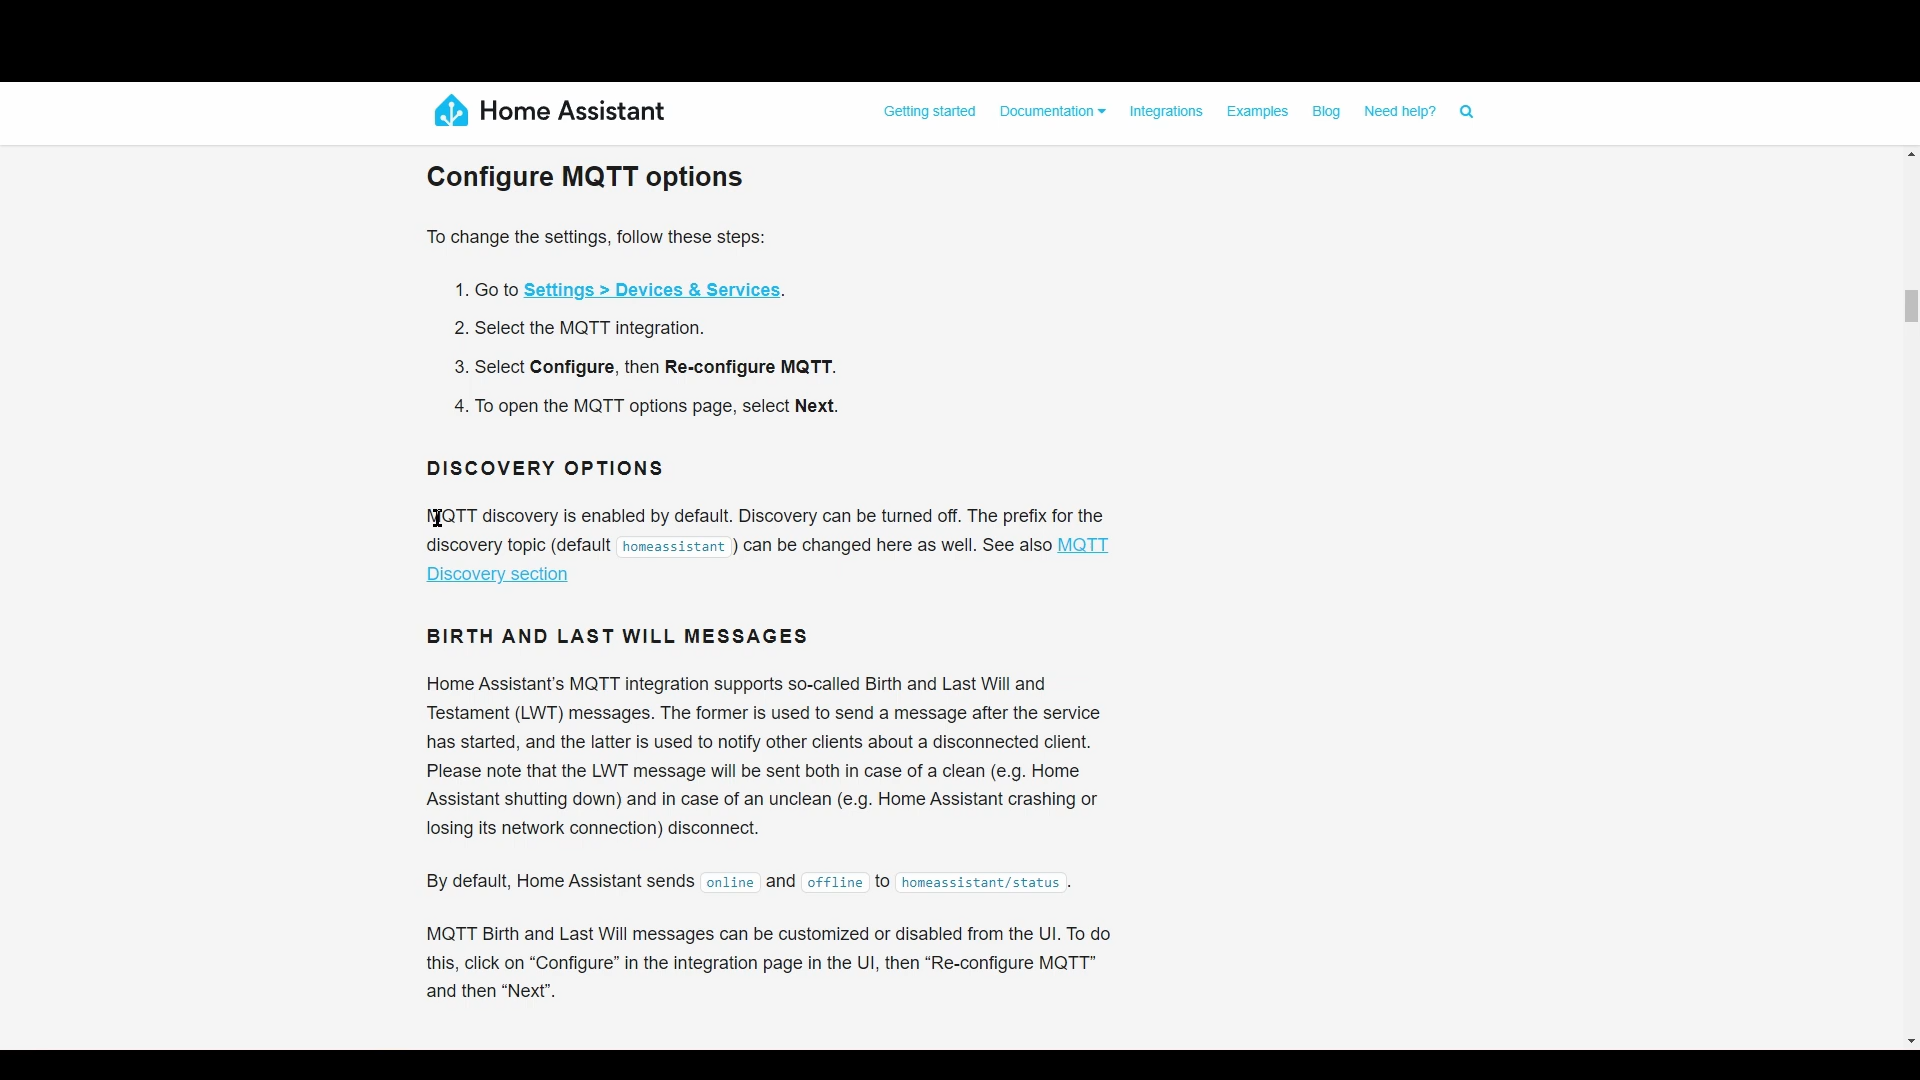 Home Assistant
Getting started Documentation Integrations Examples Blog Need help?
Configure MQTT options
To change the settings, follow these steps:
1. Go to Settings > Devices & Services.
2. Select the MQTT integration.
3. Select Configure, then Re-configure MQTT.
4. To open the MQTT options page, select Next.
DISCOVERY OPTIONS
MQTT discovery is enabled by default. Discovery can be turned off. The prefix for the
discovery topic (default homeassistant) can be changed here as well. See also MQTT
Discovery section
BIRTH AND LAST WILL MESSAGES
Home Assistant’s MQTT integration supports so-called Birth and Last Will and
Testament (LWT) messages. The former is used to send a message after the service
has started, and the latter is used to notify other clients about a disconnected client.
Please note that the LWT message will be sent both in case of a clean (e.g. Home
Assistant shutting down) and in case of an unclean (e.g. Home Assistant crashing or
losing its network connection) disconnect.
By default, Home Assistant sends online and offline to homeassistant/status.
MQTT Birth and Last Will messages can be customized or disabled from the UI. To do
this, click on “Configure” in the integration page in the UI, then “Re-configure MQTT”
and then “Next”.